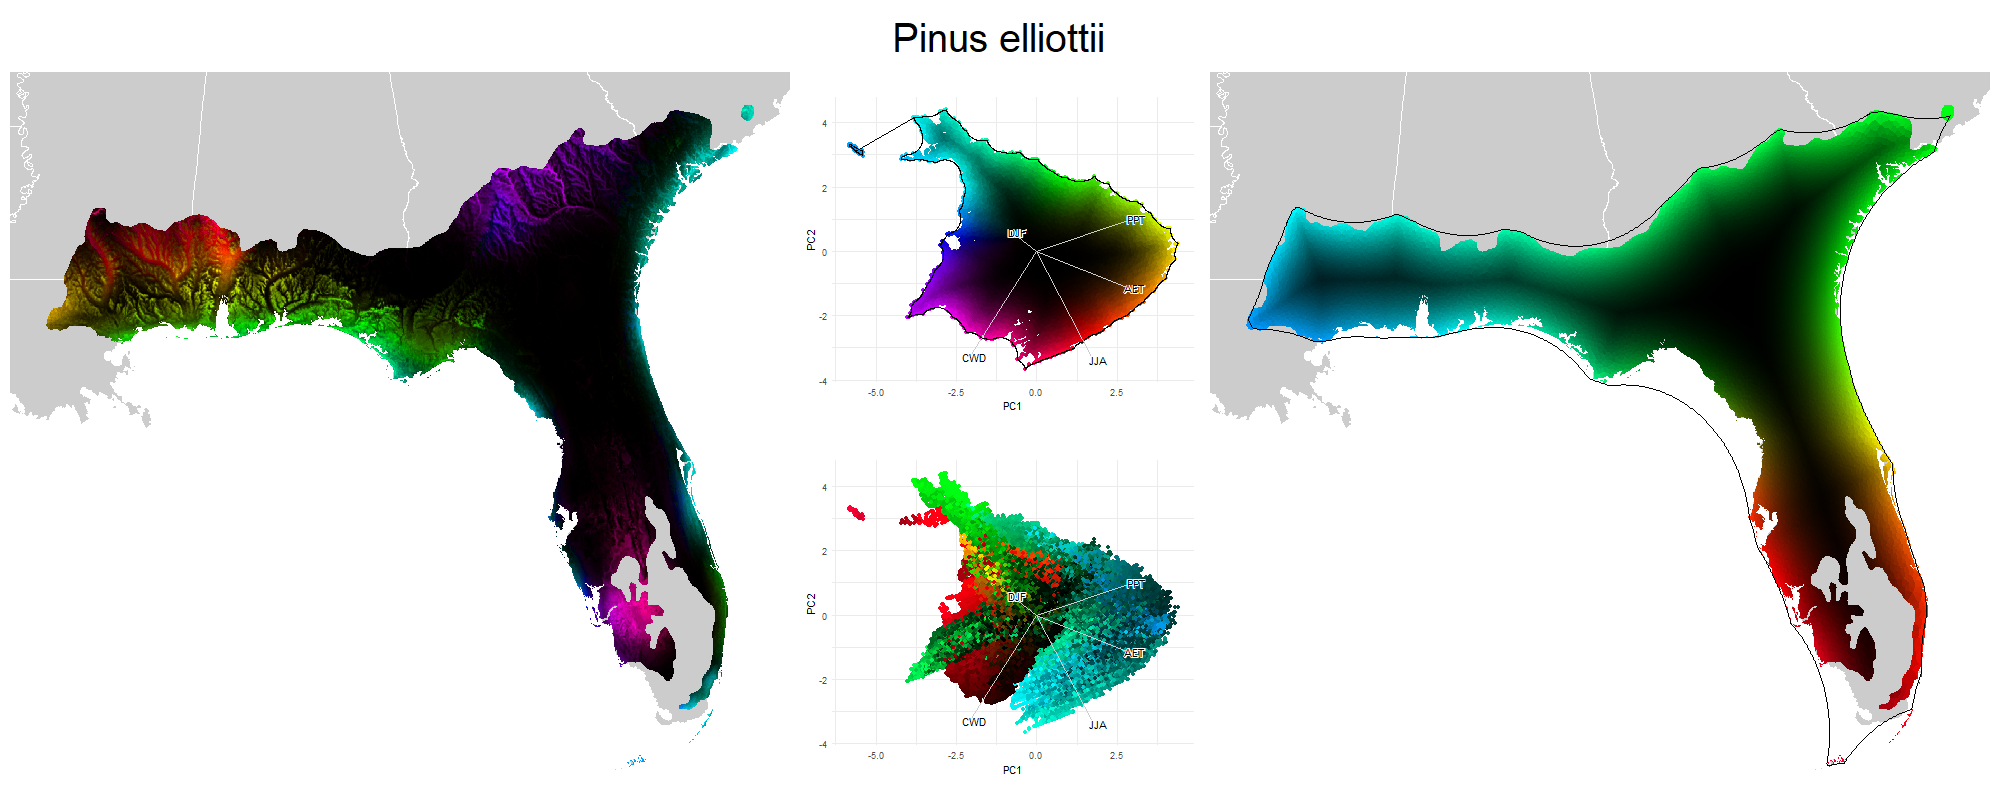 Pinus elliottii
4
2
0
-2
-4
PC2
DJF
PPT
AET
CWD
JJA
-5.0
-2.5
0.0
2.5
PC1
4
2
0
-2
-4
PC2
DJF
PPT
AET
CWD
JJA
-5.0
-2.5
0.0
2.5
PC1